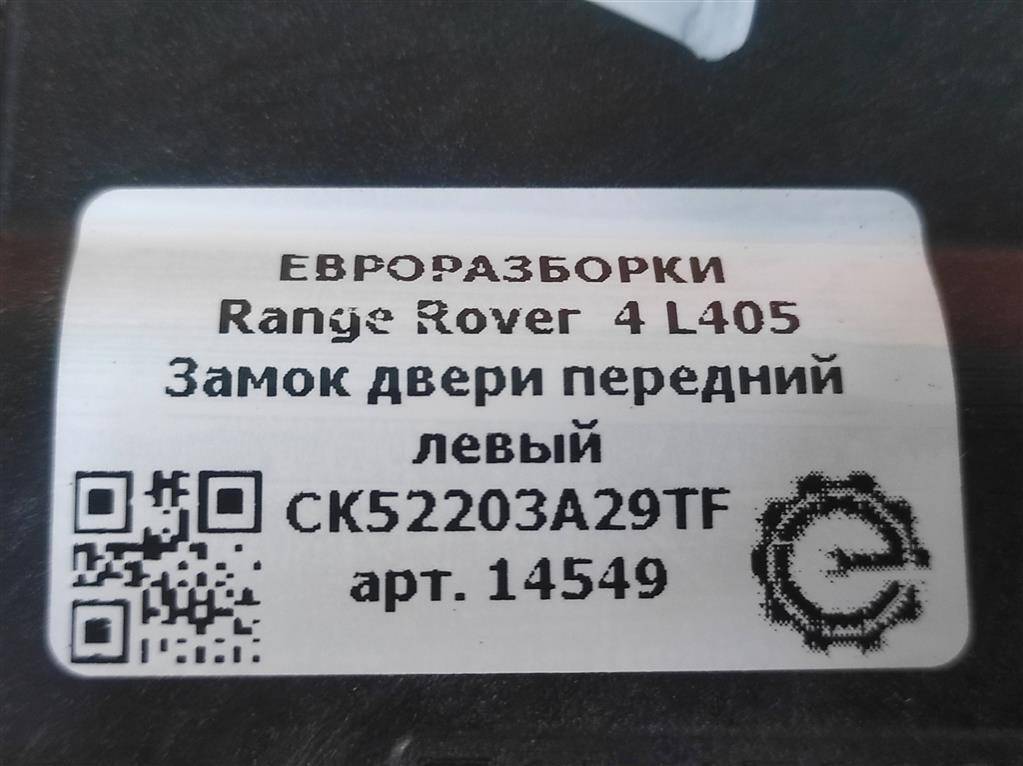 ЕВРОРАЗБОРКИ
Range Rover 4 L405
Замок двери передний
левый
CK52203A29TF
арт. 14549